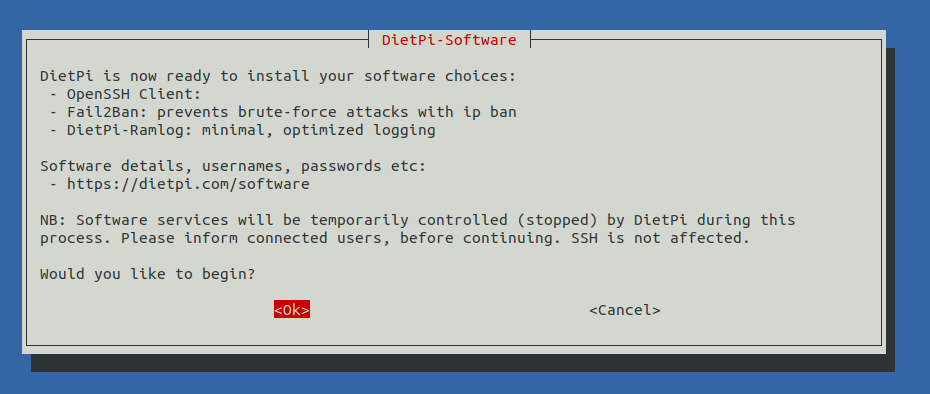 DietPi-Software
DietPi is now ready to install your software choices:
- OpenSSH Client:
- Fail2Ban: prevents brute-force attacks with ip ban
- DietPi-Ramlog: minimal, optimized logging
Software details, usernames, passwords etc:
- https://dietpi.com/software
NB: Software services will be temporarily controlled (stopped) by DietPi during this
process. Please inform connected users, before continuing. SSH is not affected.
Would you like to begin?
<Ok> <Cancel>